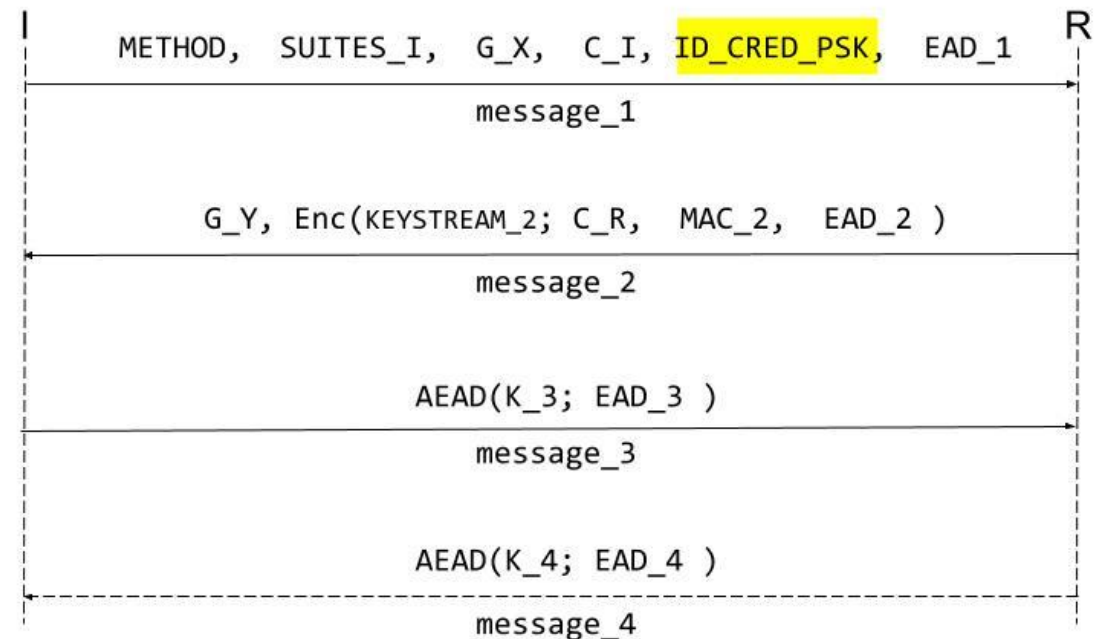 I
R
METHOD, SUITES_I, G_X, C_I, ID_CRED_PSK, EAD_1
message_1
G_Y, Enc(KEYSTREAM_2; C_R, MAC_2, EAD_2 )
message_2
AEAD(K_3; EAD_3 )
message_3
AEAD(K_4; EAD_4 )
message_4